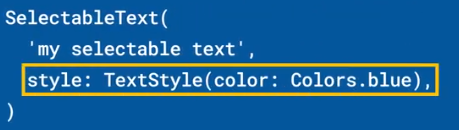 SelectableText(
'my selectable text',
style: TextStyle(color: Colors.blue),
)